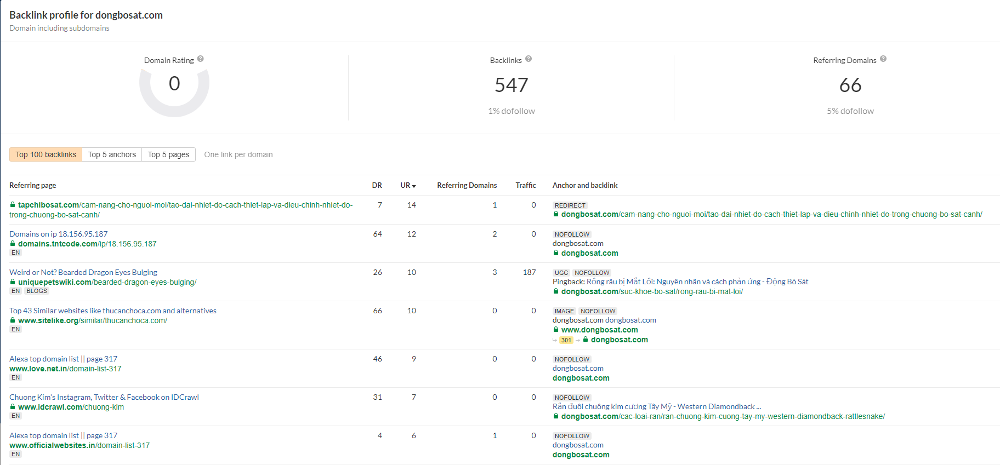 Backlink profile for dongbosat.com
Domain including subdomains
Domain Rating ?
0
Backlinks ?
547
1% dofollow
Referring Domains ?
66
5% dofollow
Top 100 backlinks Top 5 anchors Top 5 pages One link per domain
Referring page DR UR Referring Domains Traffic Anchor and backlink
tapchibosat.com/cam-nang-cho-nguoi-moi/tao-dai-nhiet-do-cach-thiet-lap-va-dieu-chinh-nhiet-do-
trong-chuong-bo-sat-canh/
7 14 1 0
REDIRECT
dongbosat.com/cam-nang-cho-nguoi-moi/tao-dai-nhiet-do-cach-thiet-lap-va-dieu-chinh-nhiet-do-trong-chuong-bo-sat-canh/
Domains on ip 18.156.95.187
domains.tntcode.com/ip/18.156.95.187
EN
64 12 2 0
NOFOLLOW
dongbosat.com
dongbosat.com
Weird or Not? Bearded Dragon Eyes Bulging
uniquepetswiki.com/bearded-dragon-eyes-bulging/
EN BLOGS
26 10 3 187
UGC NOFOLLOW
Pingback: Rồng râu bị Mắt Lồi: Nguyên nhân và cách phản ứng - Động Bò Sát
dongbosat.com/suc-khoe-bo-sat/rong-rau-bi-mat-loi/
Top 43 Similar websites like thucanchoca.com and alternatives
www.sitelike.org/similar/thucanchoca.com/
EN
66 10 0 0
IMAGE NOFOLLOW
dongbosat.com dongbosat.com
www.dongbosat.com
↳ 301 → dongbosat.com
Alexa top domain list || page 317
www.love.net.in/domain-list-317
EN
46 9 0 0
NOFOLLOW
dongbosat.com
dongbosat.com
Chuong Kim's Instagram, Twitter & Facebook on IDCrawl
www.idcrawl.com/chuong-kim
EN
31 7 0 0
NOFOLLOW
Rắn đuôi chuông kim cương Tây Mỹ - Western Diamondback ...
dongbosat.com/cac-loai-ran/ran-chuong-kim-cuong-tay-my-western-diamondback-rattlesnake/
Alexa top domain list || page 317
www.officialwebsites.in/domain-list-317
EN
4 6 1 0
NOFOLLOW
dongbosat.com
dongbosat.com